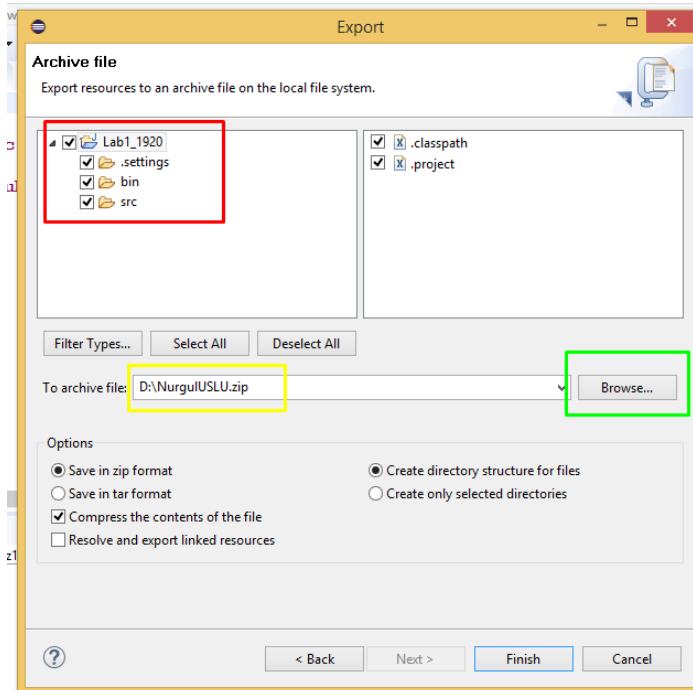 Export
Archive file
Export resources to an archive file on the local file system.
Lab1_1920
.settings
bin
src
.classpath
.project
Filter Types...
Select All
Deselect All
To archive file:
D:\NurgulUSLU.zip
Browse...
Options
Save in zip format
Save in tar format
Compress the contents of the file
Resolve and export linked resources
Create directory structure for files
Create only selected directories
< Back
Next >
Finish
Cancel